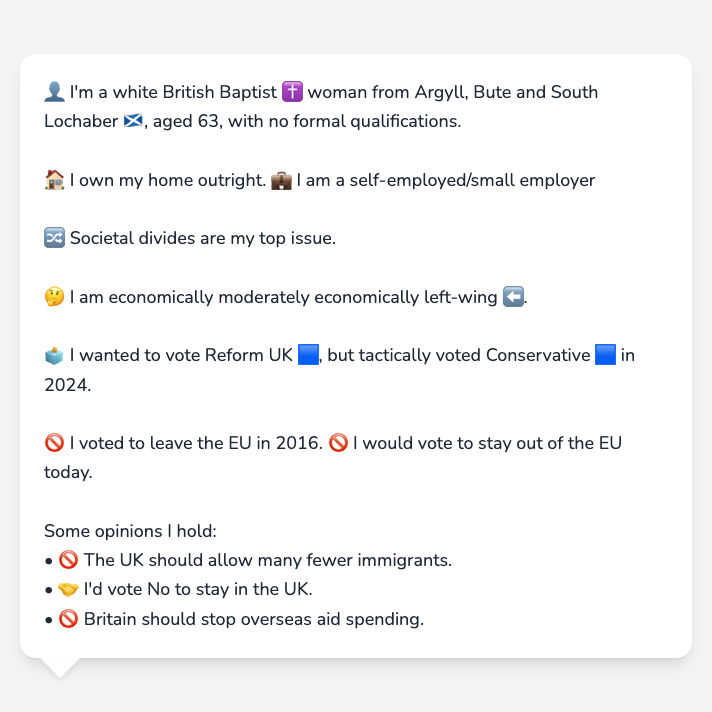 👤 I'm a white British Baptist ✝️ woman from Argyll, Bute and South
Lochaber 🏴󠁧󠁢󠁳󠁣󠁴󠁿, aged 63, with no formal qualifications.
🏠 I own my home outright. 💼 I am a self-employed/small employer
🔀 Societal divides are my top issue.
🤔 I am economically moderately economically left-wing ⬅️.
🗳️ I wanted to vote Reform UK 🟦, but tactically voted Conservative 🟦 in
2024.
🚫 I voted to leave the EU in 2016. 🚫 I would vote to stay out of the EU
today.
Some opinions I hold:
• 🚫 The UK should allow many fewer immigrants.
• 🤝 I'd vote No to stay in the UK.
• 🚫 Britain should stop overseas aid spending.